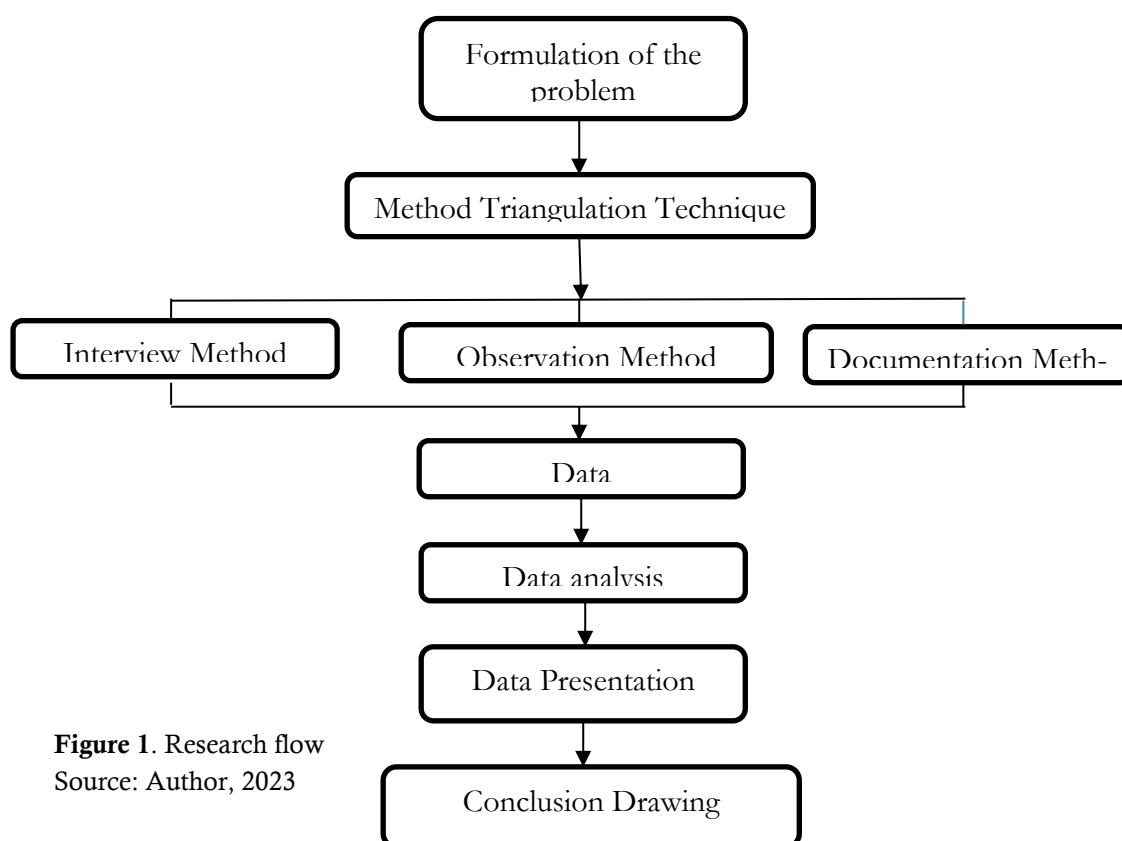 Formulation of the
problem
Method Triangulation Technique
Interview Method
Observation Method
Documentation Meth-
Data
Data analysis
Data Presentation
Figure 1. Research flow
Source: Author, 2023
Conclusion Drawing